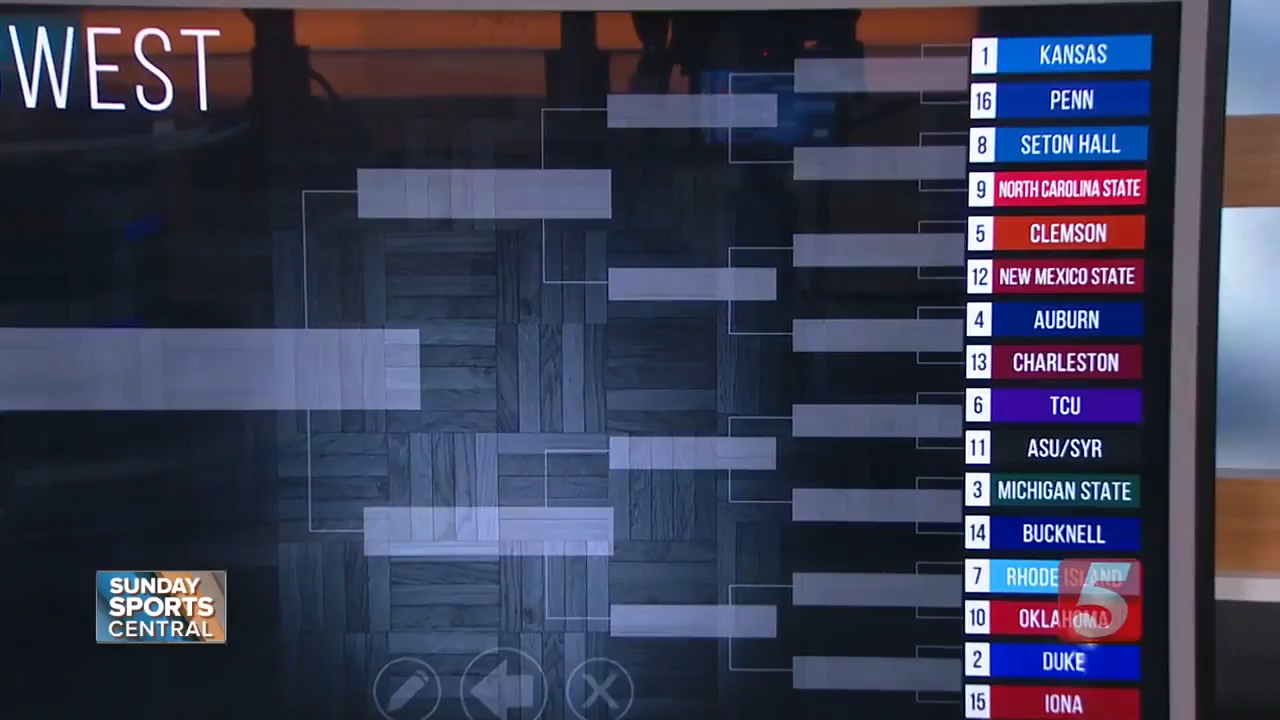 WEST
1 KANSAS
16 PENN
8 SETON HALL
9 NORTH CAROLINA STATE
5 CLEMSON
12 NEW MEXICO STATE
4 AUBURN
13 CHARLESTON
6 TCU
11 ASU/SYR
3 MICHIGAN STATE
14 BUCKNELL
7 RHODE ISLAND
10 OKLAHOMA
2 DUKE
15 IONA
SUNDAY
SPORTS
CENTRAL
5